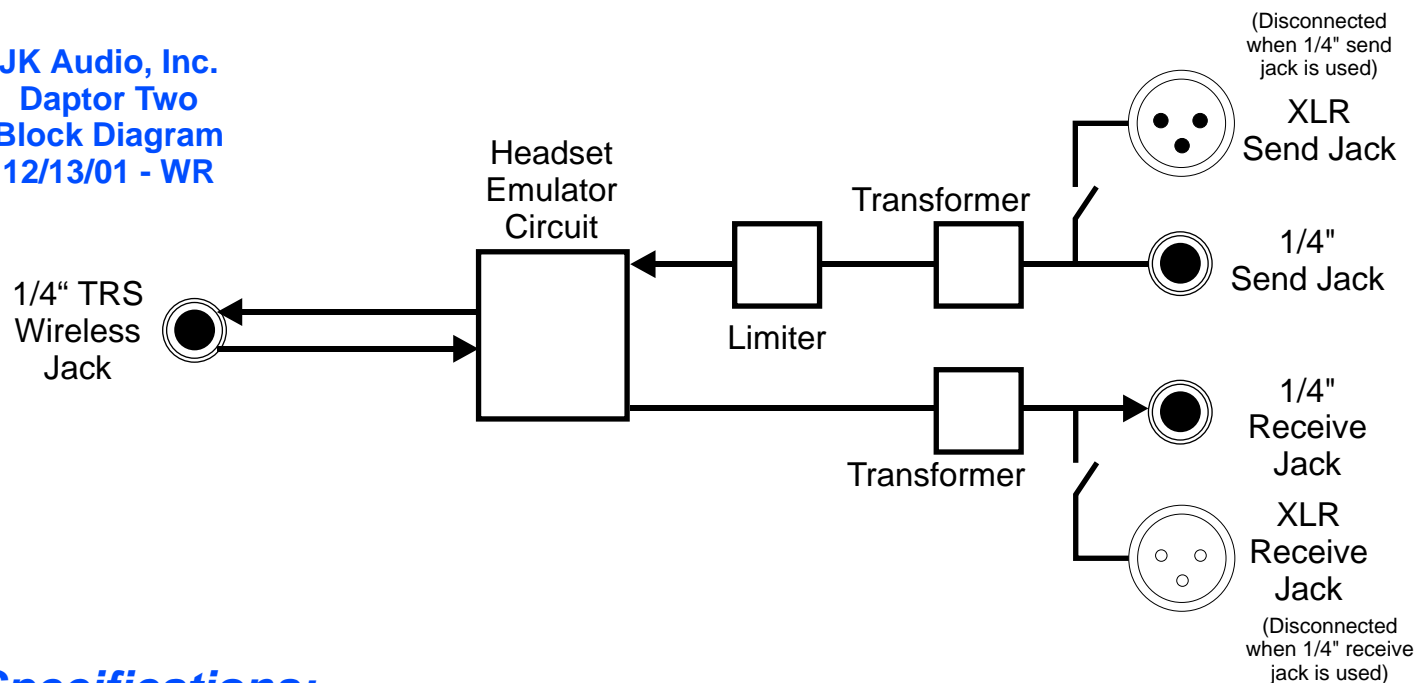 JK Audio, Inc.
Daptor Two
Block Diagram
12/13/01 - WR
(Disconnected
when 1/4" send
jack is used)
XLR
Send Jack
Headset
Emulator
Circuit
Transformer
1/4"
Send Jack
1/4“ TRS
Wireless
Jack
Limiter
1/4"
Receive
Jack
Transformer
XLR
Receive
Jack
(Disconnected
when 1/4" receive
jack is used)
Specifications: